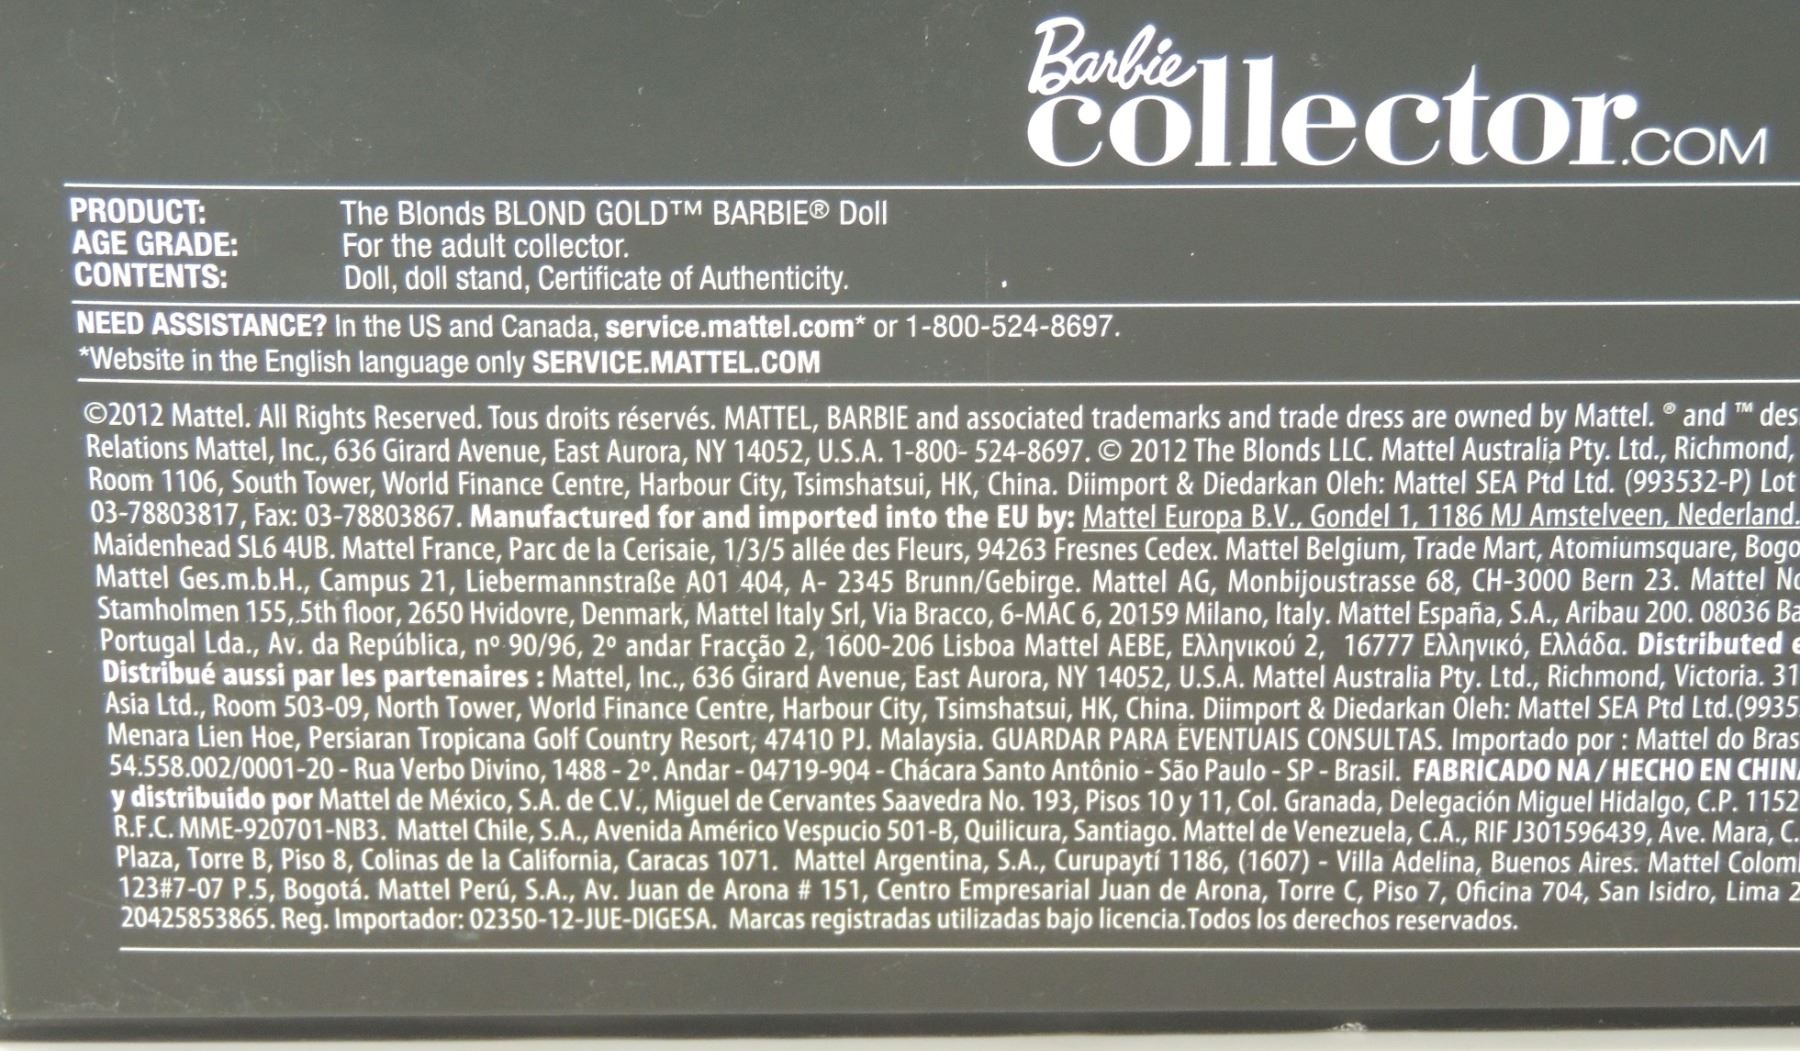 Barbie
collector.COM
PRODUCT: The Blonds BLOND GOLD™ BARBIE® Doll
AGE GRADE: For the adult collector.
CONTENTS: Doll, doll stand, Certificate of Authenticity.
NEED ASSISTANCE? In the US and Canada, service.mattel.com* or 1-800-524-8697.
*Website in the English language only SERVICE.MATTEL.COM
©2012 Mattel. All Rights Reserved. Tous droits réservés. MATTEL, BARBIE and associated trademarks and trade dress are owned by Mattel. ® and ™ des
Relations Mattel, Inc., 636 Girard Avenue, East Aurora, NY 14052, U.S.A. 1-800- 524-8697. © 2012 The Blonds LLC. Mattel Australia Pty. Ltd., Richmond,
Room 1106, South Tower, World Finance Centre, Harbour City, Tsimshatsui, HK, China. Diimport & Diedarkan Oleh: Mattel SEA Ptd Ltd. (993532-P) Lot
03-78803817, Fax: 03-78803867. Manufactured for and imported into the EU by: Mattel Europa B.V., Gondel 1, 1186 MJ Amstelveen, Nederland.
Maidenhead SL6 4UB. Mattel France, Parc de la Cerisaie, 1/3/5 allée des Fleurs, 94263 Fresnes Cedex. Mattel Belgium, Trade Mart, Atomiumsquare, Bogo
Mattel Ges.m.b.H., Campus 21, Liebermannstraße A01 404, A- 2345 Brunn/Gebirge. Mattel AG, Monbijoustrasse 68, CH-3000 Bern 23. Mattel No
Stamholmen 155, 5th floor, 2650 Hvidovre, Denmark, Mattel Italy Srl, Via Bracco, 6-MAC 6, 20159 Milano, Italy. Mattel España, S.A., Aribau 200. 08036 Ba
Portugal Lda., Av. da República, nº 90/96, 2º andar Fracção 2, 1600-206 Lisboa Mattel AEBE, Ελληνικού 2, 16777 Ελληνικό, Ελλάδα. Distributed
Distribué aussi par les partenaires : Mattel, Inc., 636 Girard Avenue, East Aurora, NY 14052, U.S.A. Mattel Australia Pty. Ltd., Richmond, Victoria. 31
Asia Ltd., Room 503-09, North Tower, World Finance Centre, Harbour City, Tsimshatsui, HK, China. Diimport & Diedarkan Oleh: Mattel SEA Ptd Ltd.(9935
Menara Lien Hoe, Persiaran Tropicana Golf Country Resort, 47410 PJ. Malaysia. GUARDAR PARA EVENTUAIS CONSULTAS. Importado por : Mattel do Bras
54.558.002/0001-20 - Rua Verbo Divino, 1488 - 2º. Andar - 04719-904 - Chácara Santo Antônio - São Paulo - SP - Brasil. FABRICADO NA / HECHO EN CHINA
y distribuido por Mattel de México, S.A. de C.V., Miguel de Cervantes Saavedra No. 193, Pisos 10 y 11, Col. Granada, Delegación Miguel Hidalgo, C.P. 1152
R.F.C. MME-920701-NB3. Mattel Chile, S.A., Avenida Américo Vespucio 501-B, Quilicura, Santiago. Mattel de Venezuela, C.A., RIF J301596439, Ave. Mara, C.
Plaza, Torre B, Piso 8, Colinas de la California, Caracas 1071. Mattel Argentina, S.A., Curupaytí 1186, (1607) - Villa Adelina, Buenos Aires. Mattel Colom
123#7-07 P.5, Bogotá. Mattel Perú, S.A., Av. Juan de Arona # 151, Centro Empresarial Juan de Arona, Torre C, Piso 7, Oficina 704, San Isidro, Lima 2
20425853865. Reg. Importador: 02350-12-JUE-DIGESA. Marcas registradas utilizadas bajo licencia.Todos los derechos reservados.